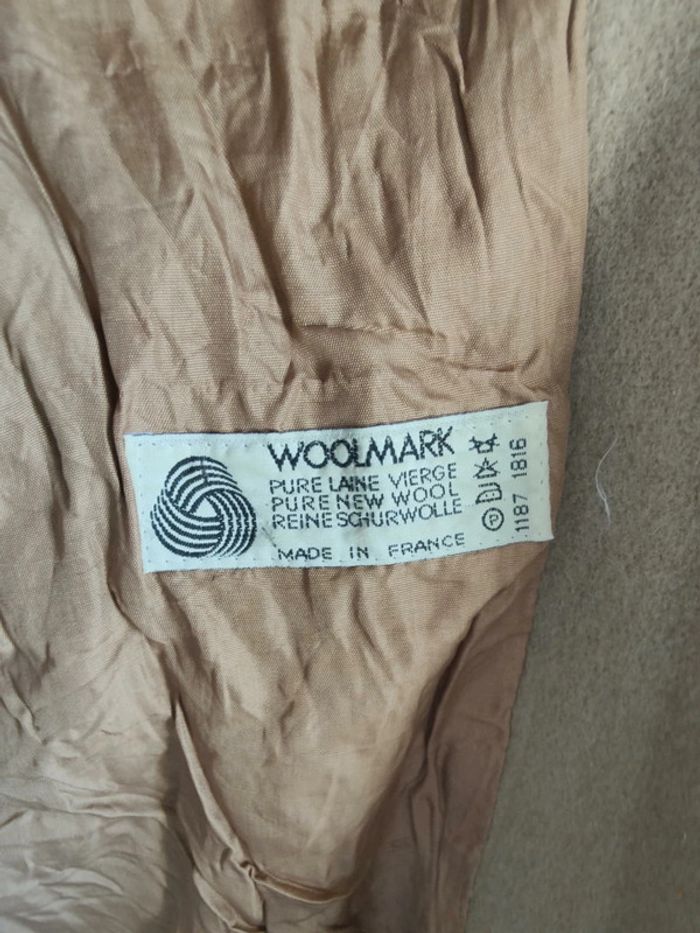 WOOLMARK
PURE LAINE VIERGE
PURE NEW WOOL
REINE SCHURWOLLE
MADE IN FRANCE
P
1187 1816